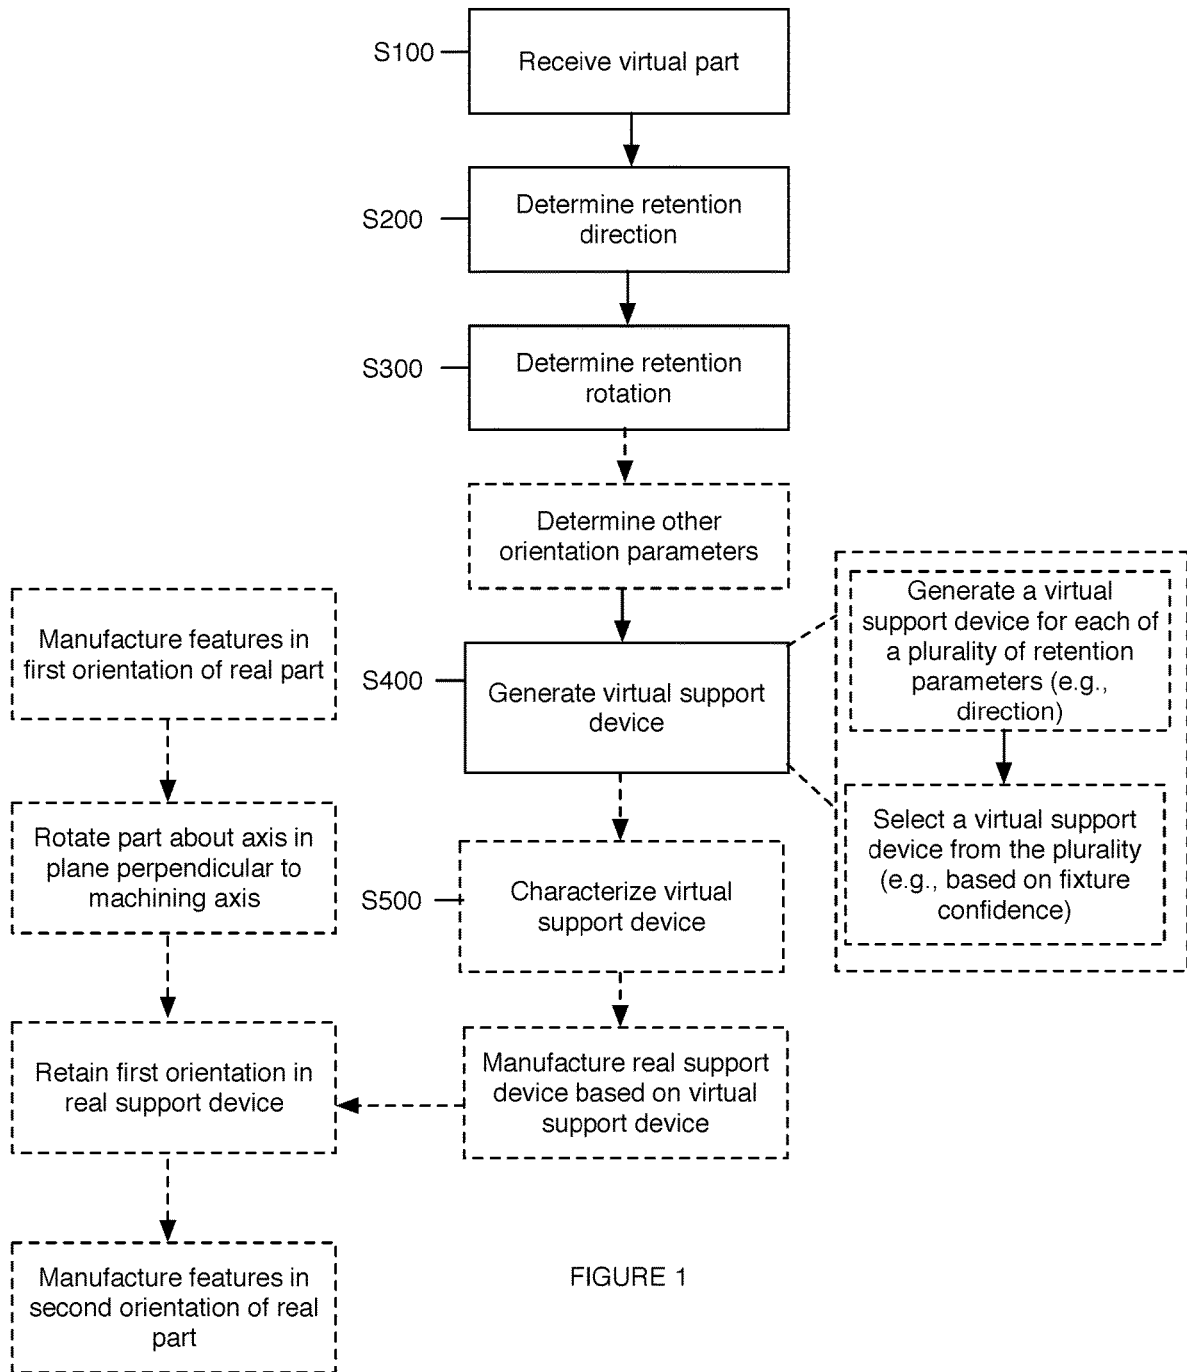 S100
Receive virtual part
S200
Determine retention
direction
S300
Determine retention
rotation
Determine other
orientation parameters
S400
Generate virtual support
device
Generate a virtual
support device for each of
a plurality of retention
parameters (e.g.,
direction)
Select a virtual support
device from the plurality
(e.g., based on fixture
confidence)
S500
Characterize virtual
support device
Manufacture real support
device based on virtual
support device
Manufacture features in
first orientation of real part
Rotate part about axis in
plane perpendicular to
machining axis
Retain first orientation in
real support device
Manufacture features in
second orientation of real
part
FIGURE 1